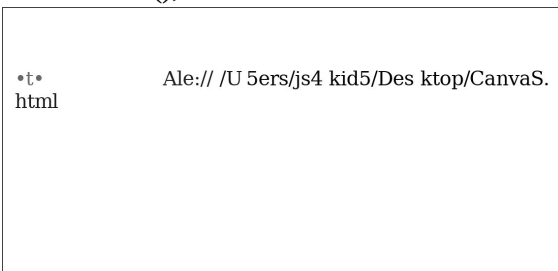 •t• Ale:// /U 5ers/js4 kid5/Des ktop/CanvaS.
html